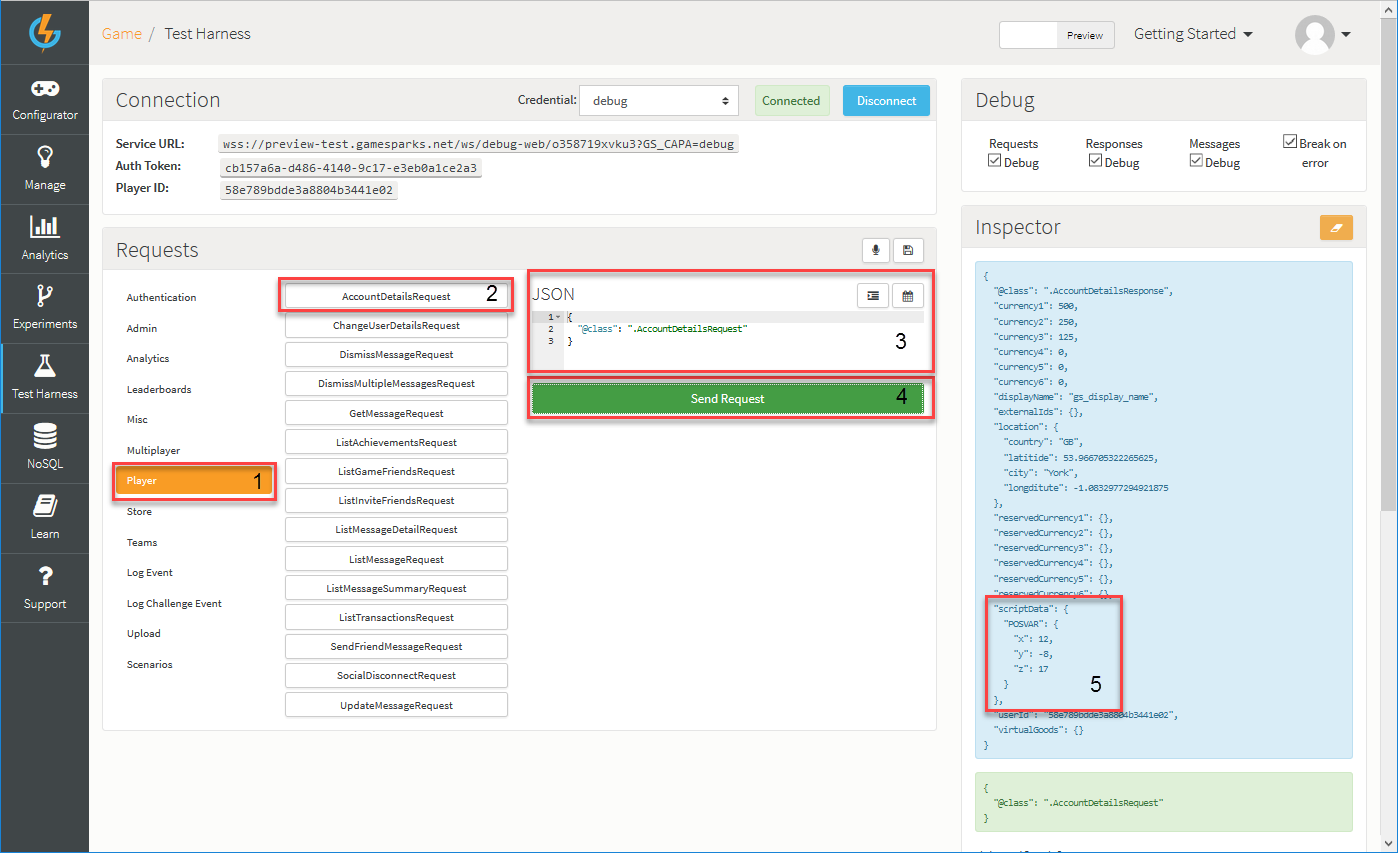 Game / Test Harness
Preview
Getting Started
Configurator
Manage
Analytics
Experiments
Test Harness
NoSQL
Learn
Support
Connection
Credential:
debug
Connected
Disconnect
Service URL:
wss://preview-test.gamesparks.net/ws/debug-web/o358719xvku3?GS_CAPA=debug
Auth Token:
cb157a6a-d486-4140-9c17-e3eb0a1ce2a3
Player ID:
58e789bdde3a8804b3441e02
Requests
Authentication
Admin
Analytics
Leaderboards
Misc
Multiplayer
Player 1
Store
Teams
Log Event
Log Challenge Event
Upload
Scenarios
AccountDetailsRequest 2
ChangeUserDetailsRequest
DismissMessageRequest
DismissMultipleMessagesRequest
GetMessageRequest
ListAchievementsRequest
ListGameFriendsRequest
ListInviteFriendsRequest
ListMessageDetailRequest
ListMessageRequest
ListMessageSummaryRequest
ListTransactionsRequest
SendFriendMessageRequest
SocialDisconnectRequest
UpdateMessageRequest
JSON
1 {
2 "@class": ".AccountDetailsRequest"
3 }
3
Send Request 4
Debug
Requests
Debug
Responses
Debug
Messages
Debug
Break on
error
Inspector
{
"@class": ".AccountDetailsResponse",
"currency1": 500,
"currency2": 250,
"currency3": 125,
"currency4": 0,
"currency5": 0,
"currency6": 0,
"displayName": "gs_display_name",
"externalIds": {},
"location": {
"country": "GB",
"latitide": 53.966705322265625,
"city": "York",
"longditute": -1.0832977294921875
},
"reservedCurrency1": {},
"reservedCurrency2": {},
"reservedCurrency3": {},
"reservedCurrency4": {},
"reservedCurrency5": {},
"reservedCurrency6": {},
"scriptData": {
"POSVAR": {
"x": 12,
"y": -8,
"z": 17
}
5
},
"userId": "58e789bdde3a8804b3441e02",
"virtualGoods": {}
}
{
"@class": ".AccountDetailsRequest"
}